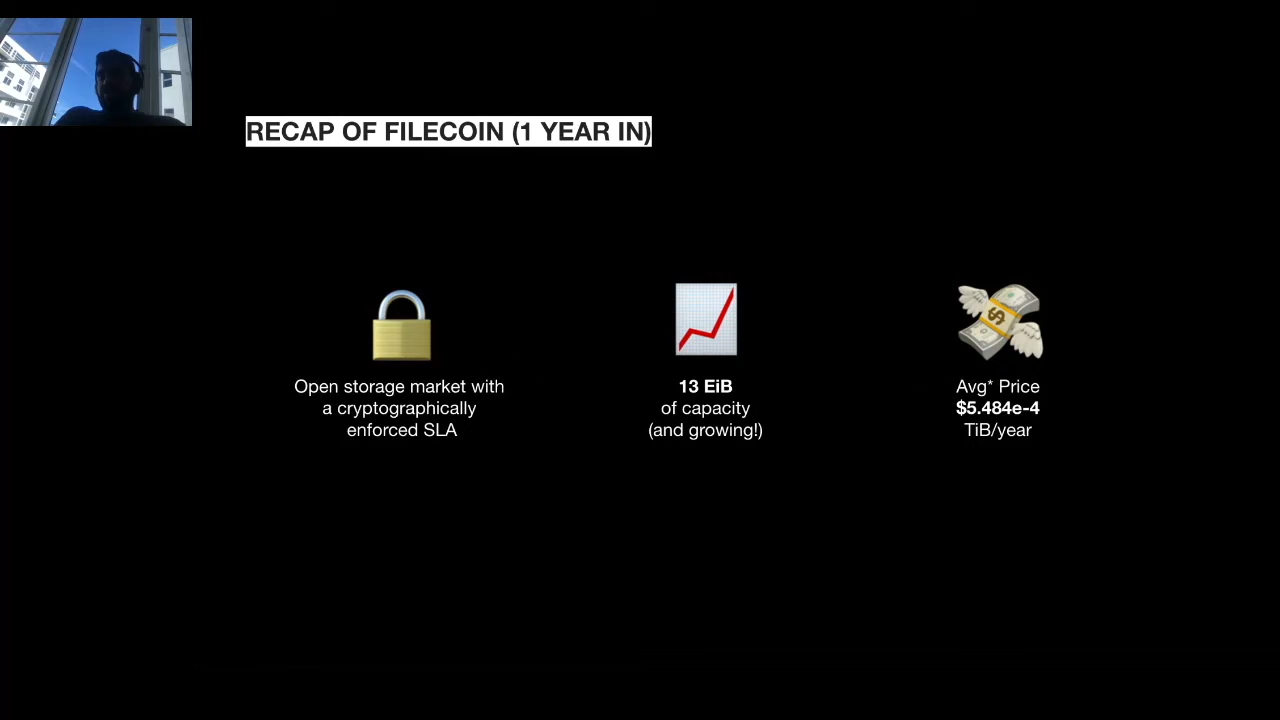 RECAP OF FILECOIN (1 YEAR IN)
Open storage market with
a cryptographically
enforced SLA
13 EiB
of capacity
(and growing!)
Avg* Price
$5.484e-4
TiB/year